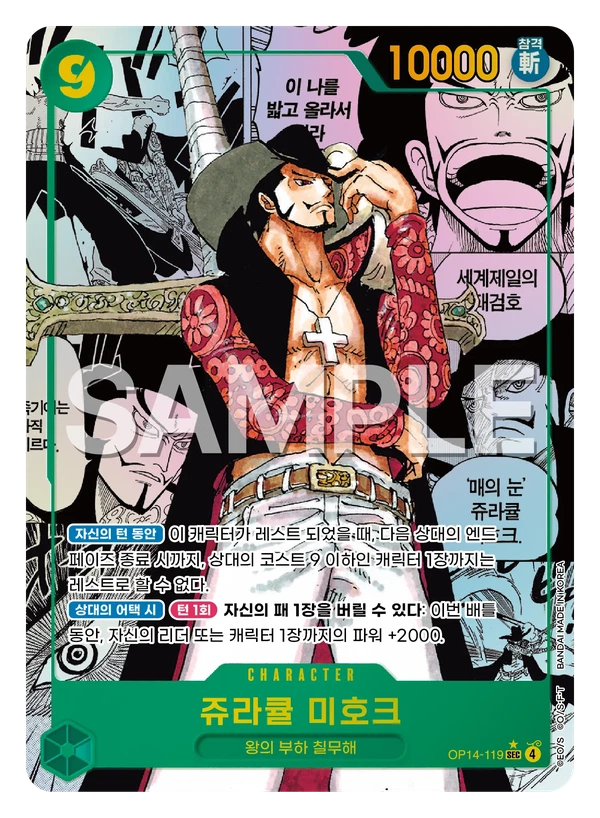 9
10000
참격
斬
이 나를
밟고 올라서
라
세계제일의
재검호
직
르다.
'매의 눈'
쥬라큘
크.
SAMPLE
자신의 턴 동안 이 캐릭터가 레스트 되었을 때, 다음 상대의 엔드
페이즈 종료 시까지, 상대의 코스트 9 이하인 캐릭터 1장까지는
레스트로 할 수 없다.
상대의 어택 시 턴 1회 자신의 패 1장을 버릴 수 있다: 이번 배틀
동안, 자신의 리더 또는 캐릭터 1장까지의 파워 +2000.
CHARACTER
쥬라큘 미호크
왕의 부하 칠무해
OP14-119 SEC 4
©EO/S ©O/S·F·T BANDAI MADE IN KOREA